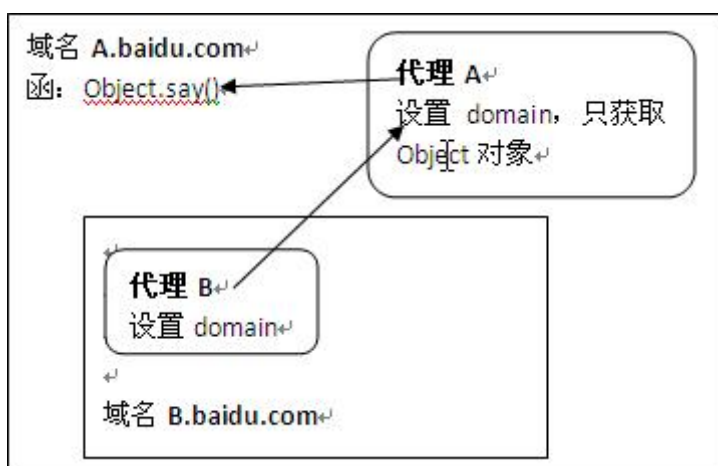 域名 A.baidu.com
函：Object.say()
代理 A
设置 domain，只获取
Object 对象
代理 B
设置 domain
域名 B.baidu.com